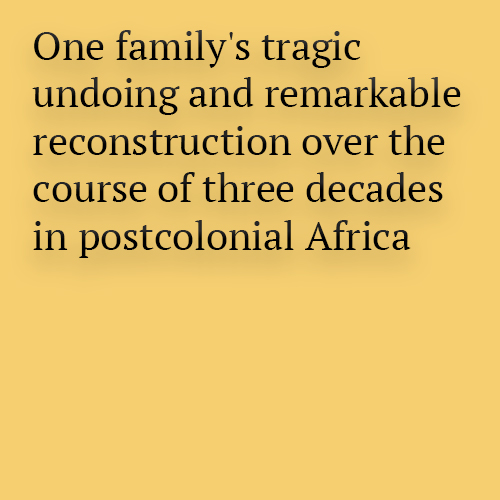 One family's tragic
undoing and remarkable
reconstruction over the
course of three decades
in postcolonial Africa